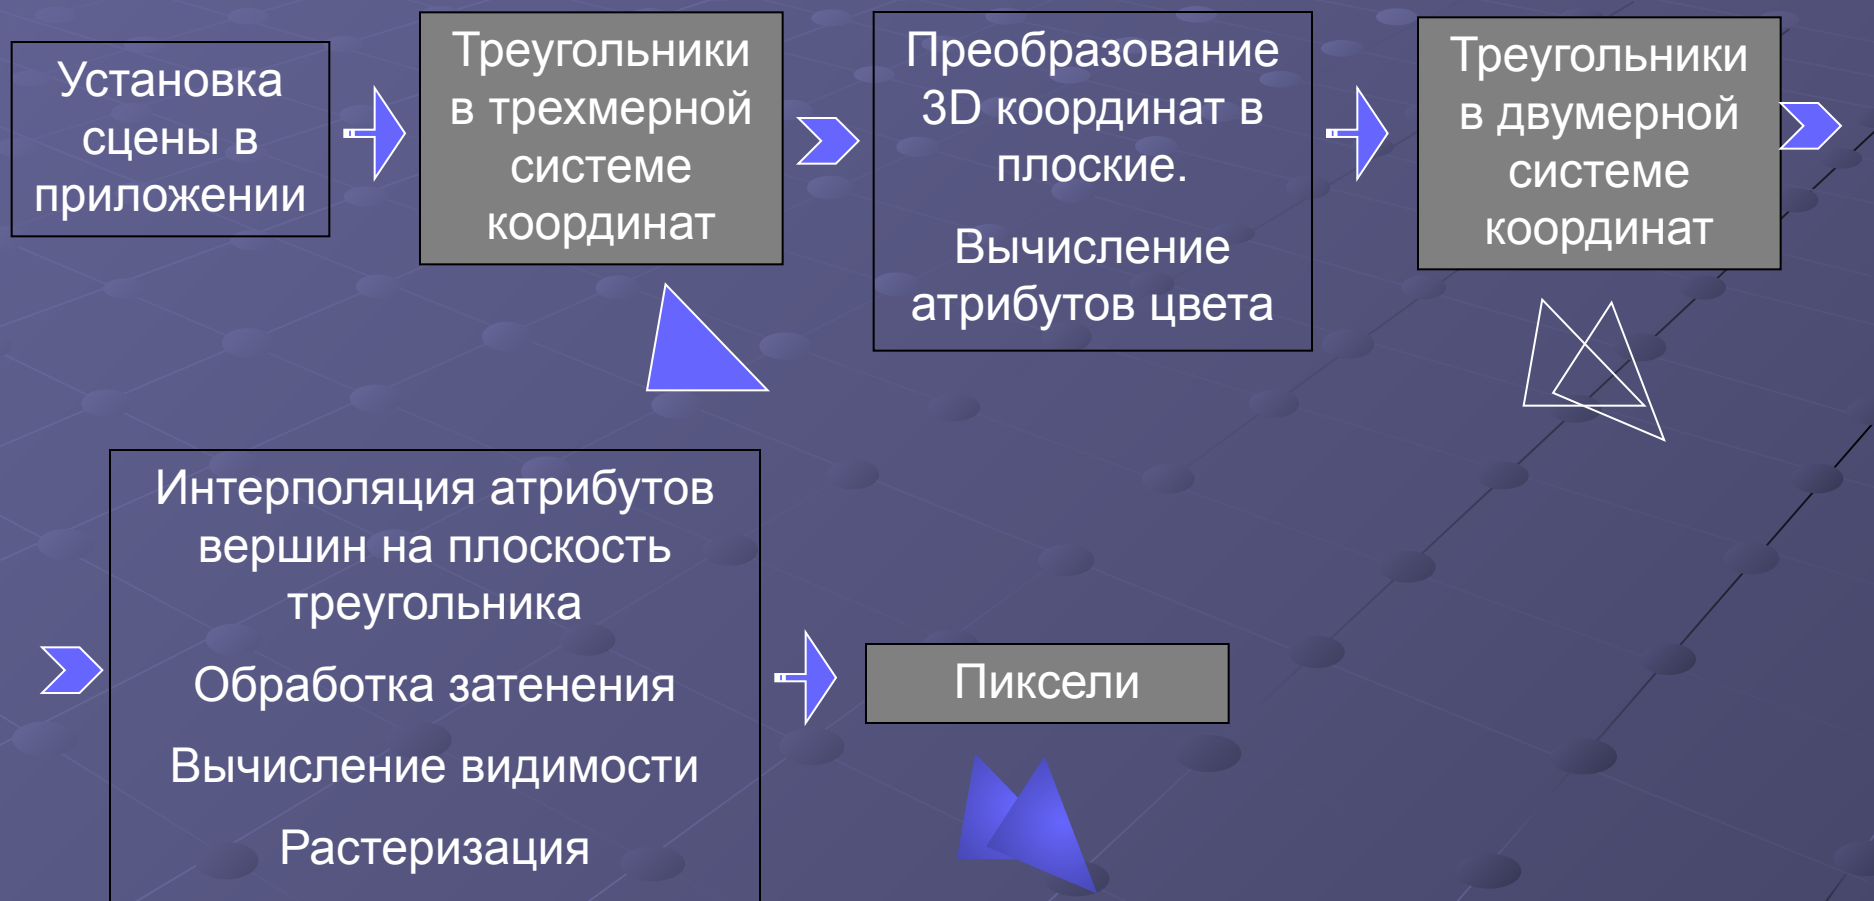 Установка
сцены в
приложении
Треугольники
в трехмерной
системе
координат
Преобразование
3D координат в
плоские.
Вычисление
атрибутов цвета
Треугольники
в двумерной
системе
координат
Интерполяция атрибутов
вершин на плоскость
треугольника
Обработка затенения
Вычисление видимости
Растеризация
Пиксели